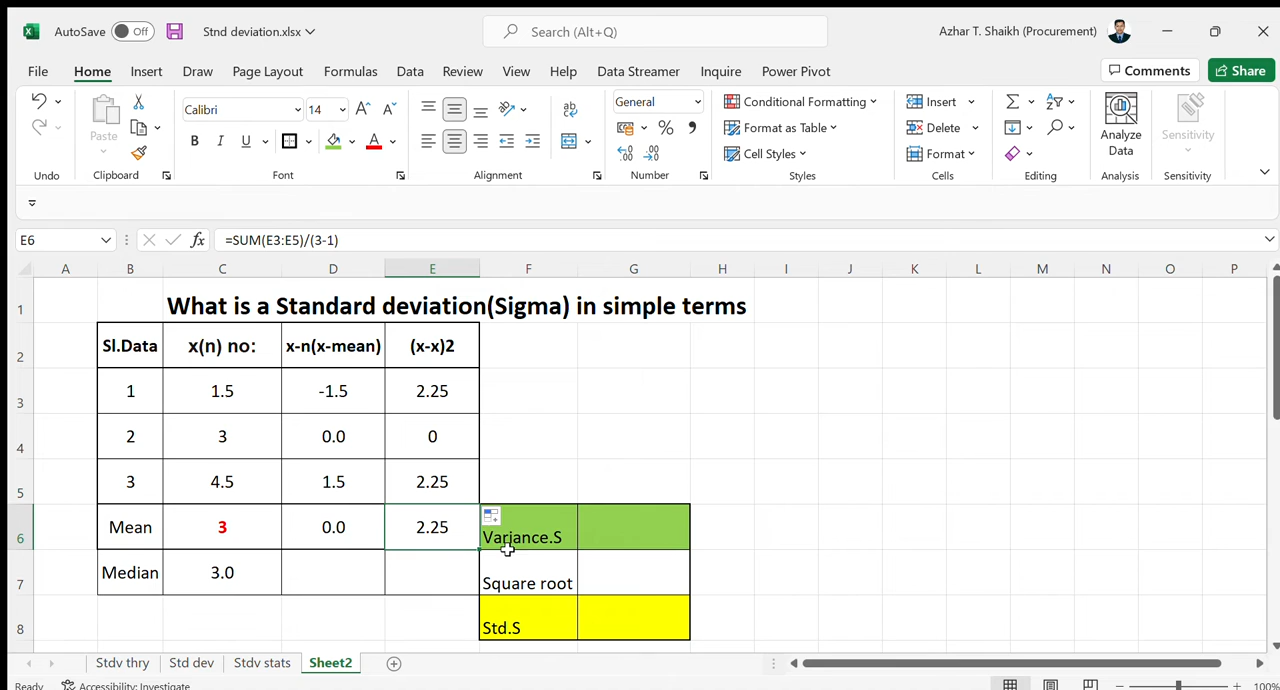 AutoSave Off Stnd deviation.xlsx Search (Alt+Q) Azhar T. Shaikh (Procurement)
File Home Insert Draw Page Layout Formulas Data Review View Help Data Streamer Inquire Power Pivot Comments Share
Calibri 14 General Conditional Formatting Insert
Paste B I U % Format as Table Delete Analyze Data Sensitivity
Cell Styles Format
Undo Clipboard Font Alignment Number Styles Cells Editing Analysis Sensitivity
E6 fx =SUM(E3:E5)/(3-1)
A B C D E F G H I J K L M N O P
1 What is a Standard deviation(Sigma) in simple terms
2 Sl.Data x(n) no: x-n(x-mean) (x-x)2
3 1 1.5 -1.5 2.25
4 2 3 0.0 0
5 3 4.5 1.5 2.25
6 Mean 3 0.0 2.25 Variance.S
7 Median 3.0 Square root
8 Std.S
Stdv thry Std dev Stdv stats Sheet2
Ready Accessibility: Investigate 100%